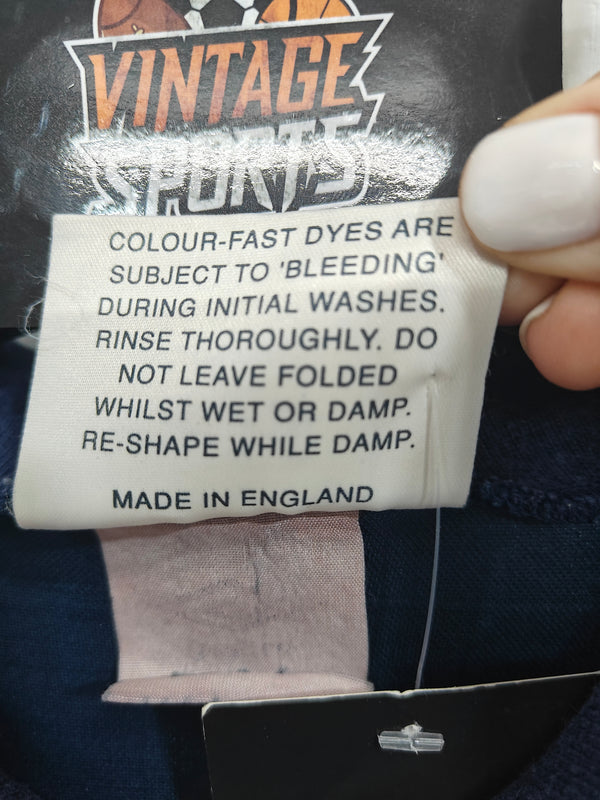 VINTAGE
SPORTS
COLOUR-FAST DYES ARE
SUBJECT TO 'BLEEDING'
DURING INITIAL WASHES.
RINSE THOROUGHLY. DO
NOT LEAVE FOLDED
WHILST WET OR DAMP.
RE-SHAPE WHILE DAMP.
MADE IN ENGLAND